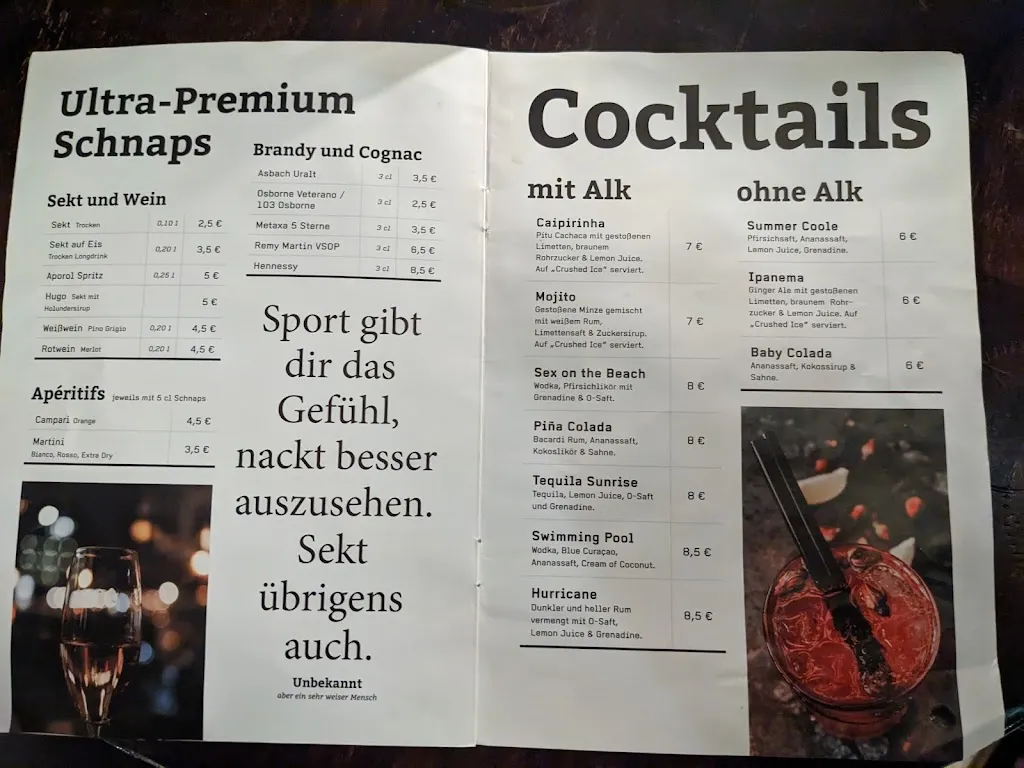 Ultra-Premium
Schnaps
Sekt und Wein
Sekt Trocken 0,10 l 2,5 €
Sekt auf Eis
Trocken Longdrink 0,20 l 3,5 €
Aporol Spritz 0,25 l 5 €
Hugo Sekt mit
Holundersirup 5 €
Weißwein Pino Grigio 0,20 l 4,5 €
Rotwein Merlot 0,20 l 4,5 €
Apéritifs jeweils mit 5 cl Schnaps
Campari Orange 4,5 €
Martini
Bianco, Rosso, Extra Dry 3,5 €
Brandy und Cognac
Asbach Uralt 3 cl 3,5 €
Osborne Veterano /
103 Osborne 3 cl 2,5 €
Metaxa 5 Sterne 3 cl 3,5 €
Remy Martin VSOP 3 cl 6,5 €
Hennessy 3 cl 8,5 €
Sport gibt
dir das
Gefühl,
nackt besser
auszusehen.
Sekt
übrigens
auch.
Unbekannt
aber ein sehr weiser Mensch
Cocktails
mit Alk
Caipirinha
Pitu Cachaca mit gestoßenen
Limetten, braunem
Rohrzucker & Lemon Juice.
Auf „Crushed Ice" serviert.
7 €
Mojito
Gestoßene Minze gemischt
mit weißem Rum,
Limettensaft & Zuckersirup.
Auf „Crushed Ice" serviert.
7 €
Sex on the Beach
Wodka, Pfirsichlikör mit
Grenadine & O-Saft.
8 €
Piña Colada
Bacardi Rum, Ananassaft,
Kokoslikör & Sahne.
8 €
Tequila Sunrise
Tequila, Lemon Juice, O-Saft
und Grenadine.
8 €
Swimming Pool
Wodka, Blue Curaçao,
Ananassaft, Cream of Coconut.
8,5 €
Hurricane
Dunkler und heller Rum
vermengt mit O-Saft,
Lemon Juice & Grenadine.
8,5 €
ohne Alk
Summer Coole
Pfirsichsaft, Ananassaft,
Lemon Juice, Grenadine.
6 €
Ipanema
Ginger Ale mit gestoßenen
Limetten, braunem Rohr-
zucker & Lemon Juice. Auf
„Crushed Ice" serviert.
6 €
Baby Colada
Ananassaft, Kokossirup &
Sahne.
6 €